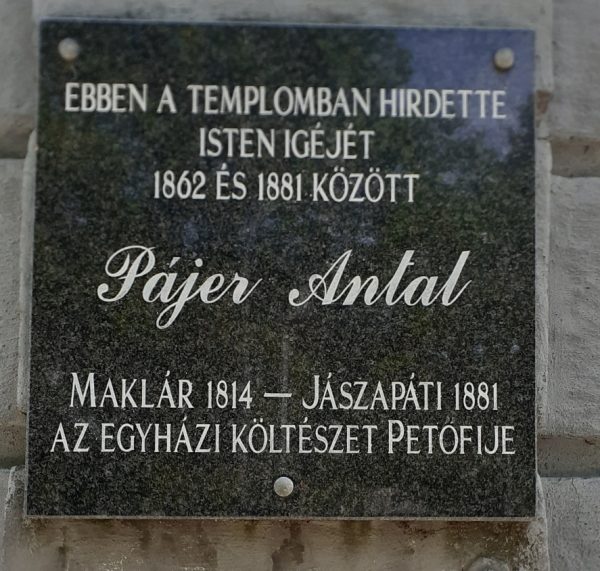 EBBEN A TEMPLOMBAN HIRDETTE
ISTEN IGÉJÉT
1862 ÉS 1881 KÖZÖTT
Pájer Antal
MAKLÁR 1814 – JÁSZAPÁTI 1881
AZ EGYHÁZI KÖLTÉSZET PETŐFIJE